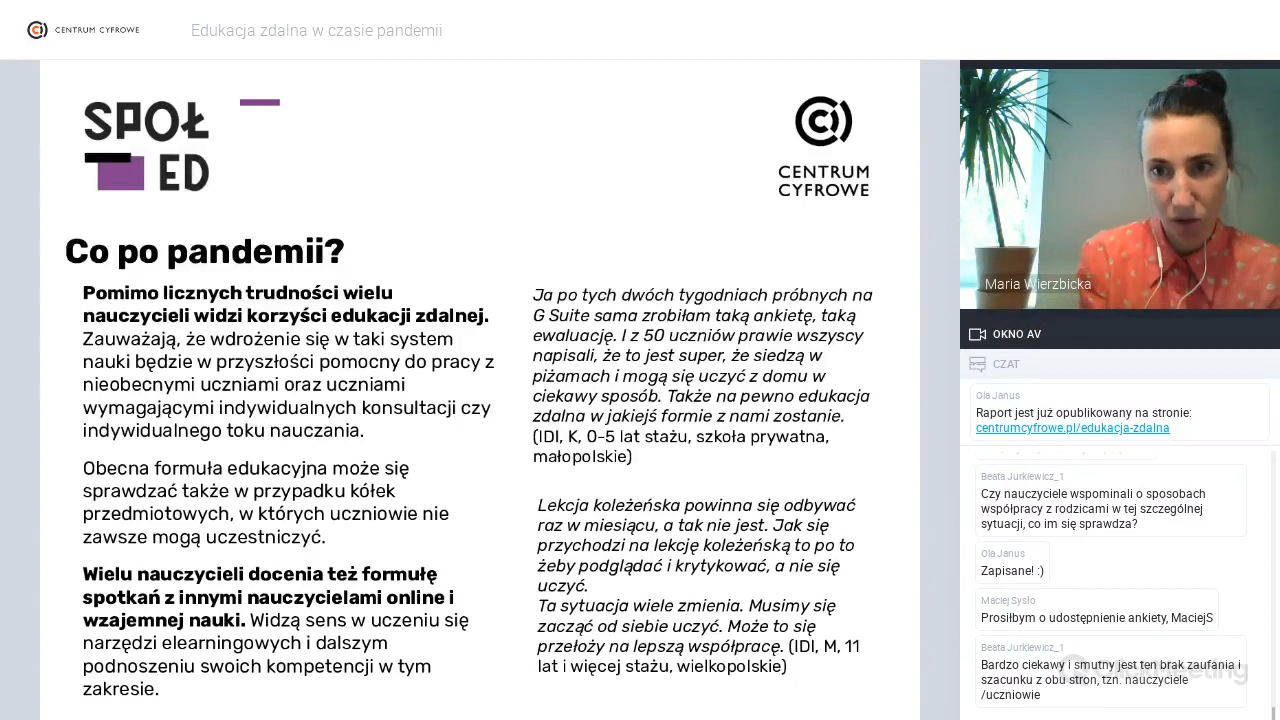 CENTRUM CYFROWE
Edukacja zdalna w czasie pandemii
SPOŁ
ED
CENTRUM
CYFROWE
Co po pandemii?
Pomimo licznych trudności wielu
nauczycieli widzi korzyści edukacji zdalnej.
Zauważają, że wdrożenie się w taki system
nauki będzie w przyszłości pomocny do pracy z
nieobecnymi uczniami oraz uczniami
wymagającymi indywidualnych konsultacji czy
indywidualnego toku nauczania.
Obecna formuła edukacyjna może się
sprawdzać także w przypadku kółek
przedmiotowych, w których uczniowie nie
zawsze mogą uczestniczyć.
Wielu nauczycieli docenia też formułę
spotkań z innymi nauczycielami online i
wzajemnej nauki. Widzą sens w uczeniu się
narzędzi elearningowych i dalszym
podnoszeniu swoich kompetencji w tym
zakresie.
Ja po tych dwóch tygodniach próbnych na
G Suite sama zrobiłam taką ankietę, taką
ewaluację. I z 50 uczniów prawie wszyscy
napisali, że to jest super, że siedzą w
piżamach i mogą się uczyć z domu w
ciekawy sposób. Także na pewno edukacja
zdalna w jakiejś formie z nami zostanie.
(IDI, K, 0-5 lat stażu, szkoła prywatna,
małopolskie)
Lekcja koleżeńska powinna się odbywać
raz w miesiącu, a tak nie jest. Jak się
przychodzi na lekcję koleżeńską to po to
żeby podglądać i krytykować, a nie się
uczyć.
Ta sytuacja wiele zmienia. Musimy się
zacząć od siebie uczyć. Może to się
przełoży na lepszą współpracę. (IDI, M, 11
lat i więcej stażu, wielkopolskie)
Maria Wierzbicka
OKNO AV
CZAT
Ola Janus
Raport jest już opublikowany na stronie:
centrumcyfrowe.pl/edukacja-zdalna
Beata Jurkiewicz_1
Czy nauczyciele wspominali o sposobach
współpracy z rodzicami w tej szczególnej
sytuacji, co im się sprawdza?
Ola Janus
Zapisane! :)
Maciej Sysło
Prosiłbym o udostępnienie ankiety, MaciejS
Beata Jurkiewicz_1
Bardzo ciekawy i smutny jest ten brak zaufania i
szacunku z obu stron, tzn. nauczyciele
/uczniowie
ClickMeeting